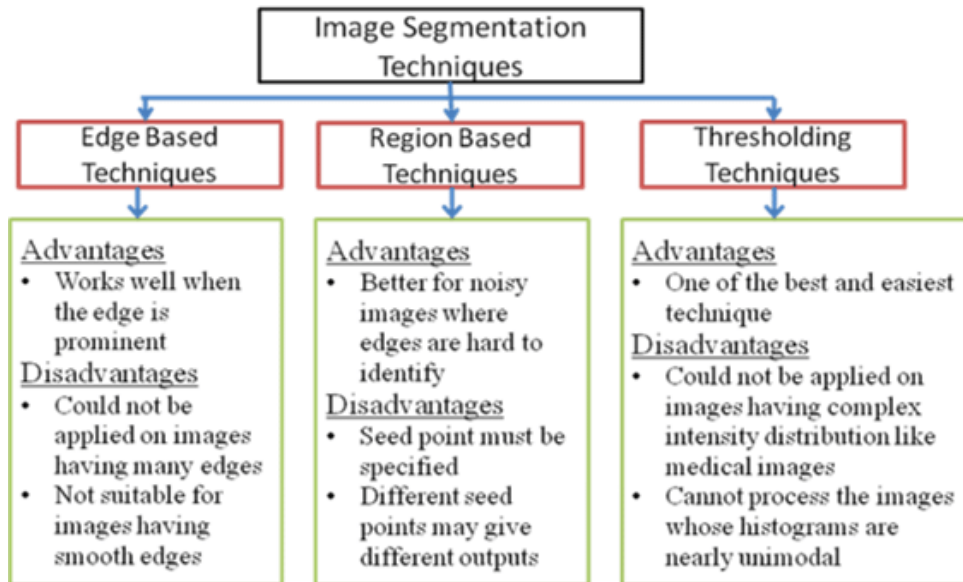 Image Segmentation
Techniques
Edge Based
Techniques
Advantages
• Works well when
the edge is
prominent
Disadvantages
• Could not be
applied on images
having many edges
• Not suitable for
images having
smooth edges
Region Based
Techniques
Advantages
• Better for noisy
images where
edges are hard to
identify
Disadvantages
• Seed point must be
specified
• Different seed
points may give
different outputs
Thresholding
Techniques
Advantages
• One of the best and easiest
technique
Disadvantages
• Could not be applied on
images having complex
intensity distribution like
medical images
• Cannot process the images
whose histograms are
nearly unimodal